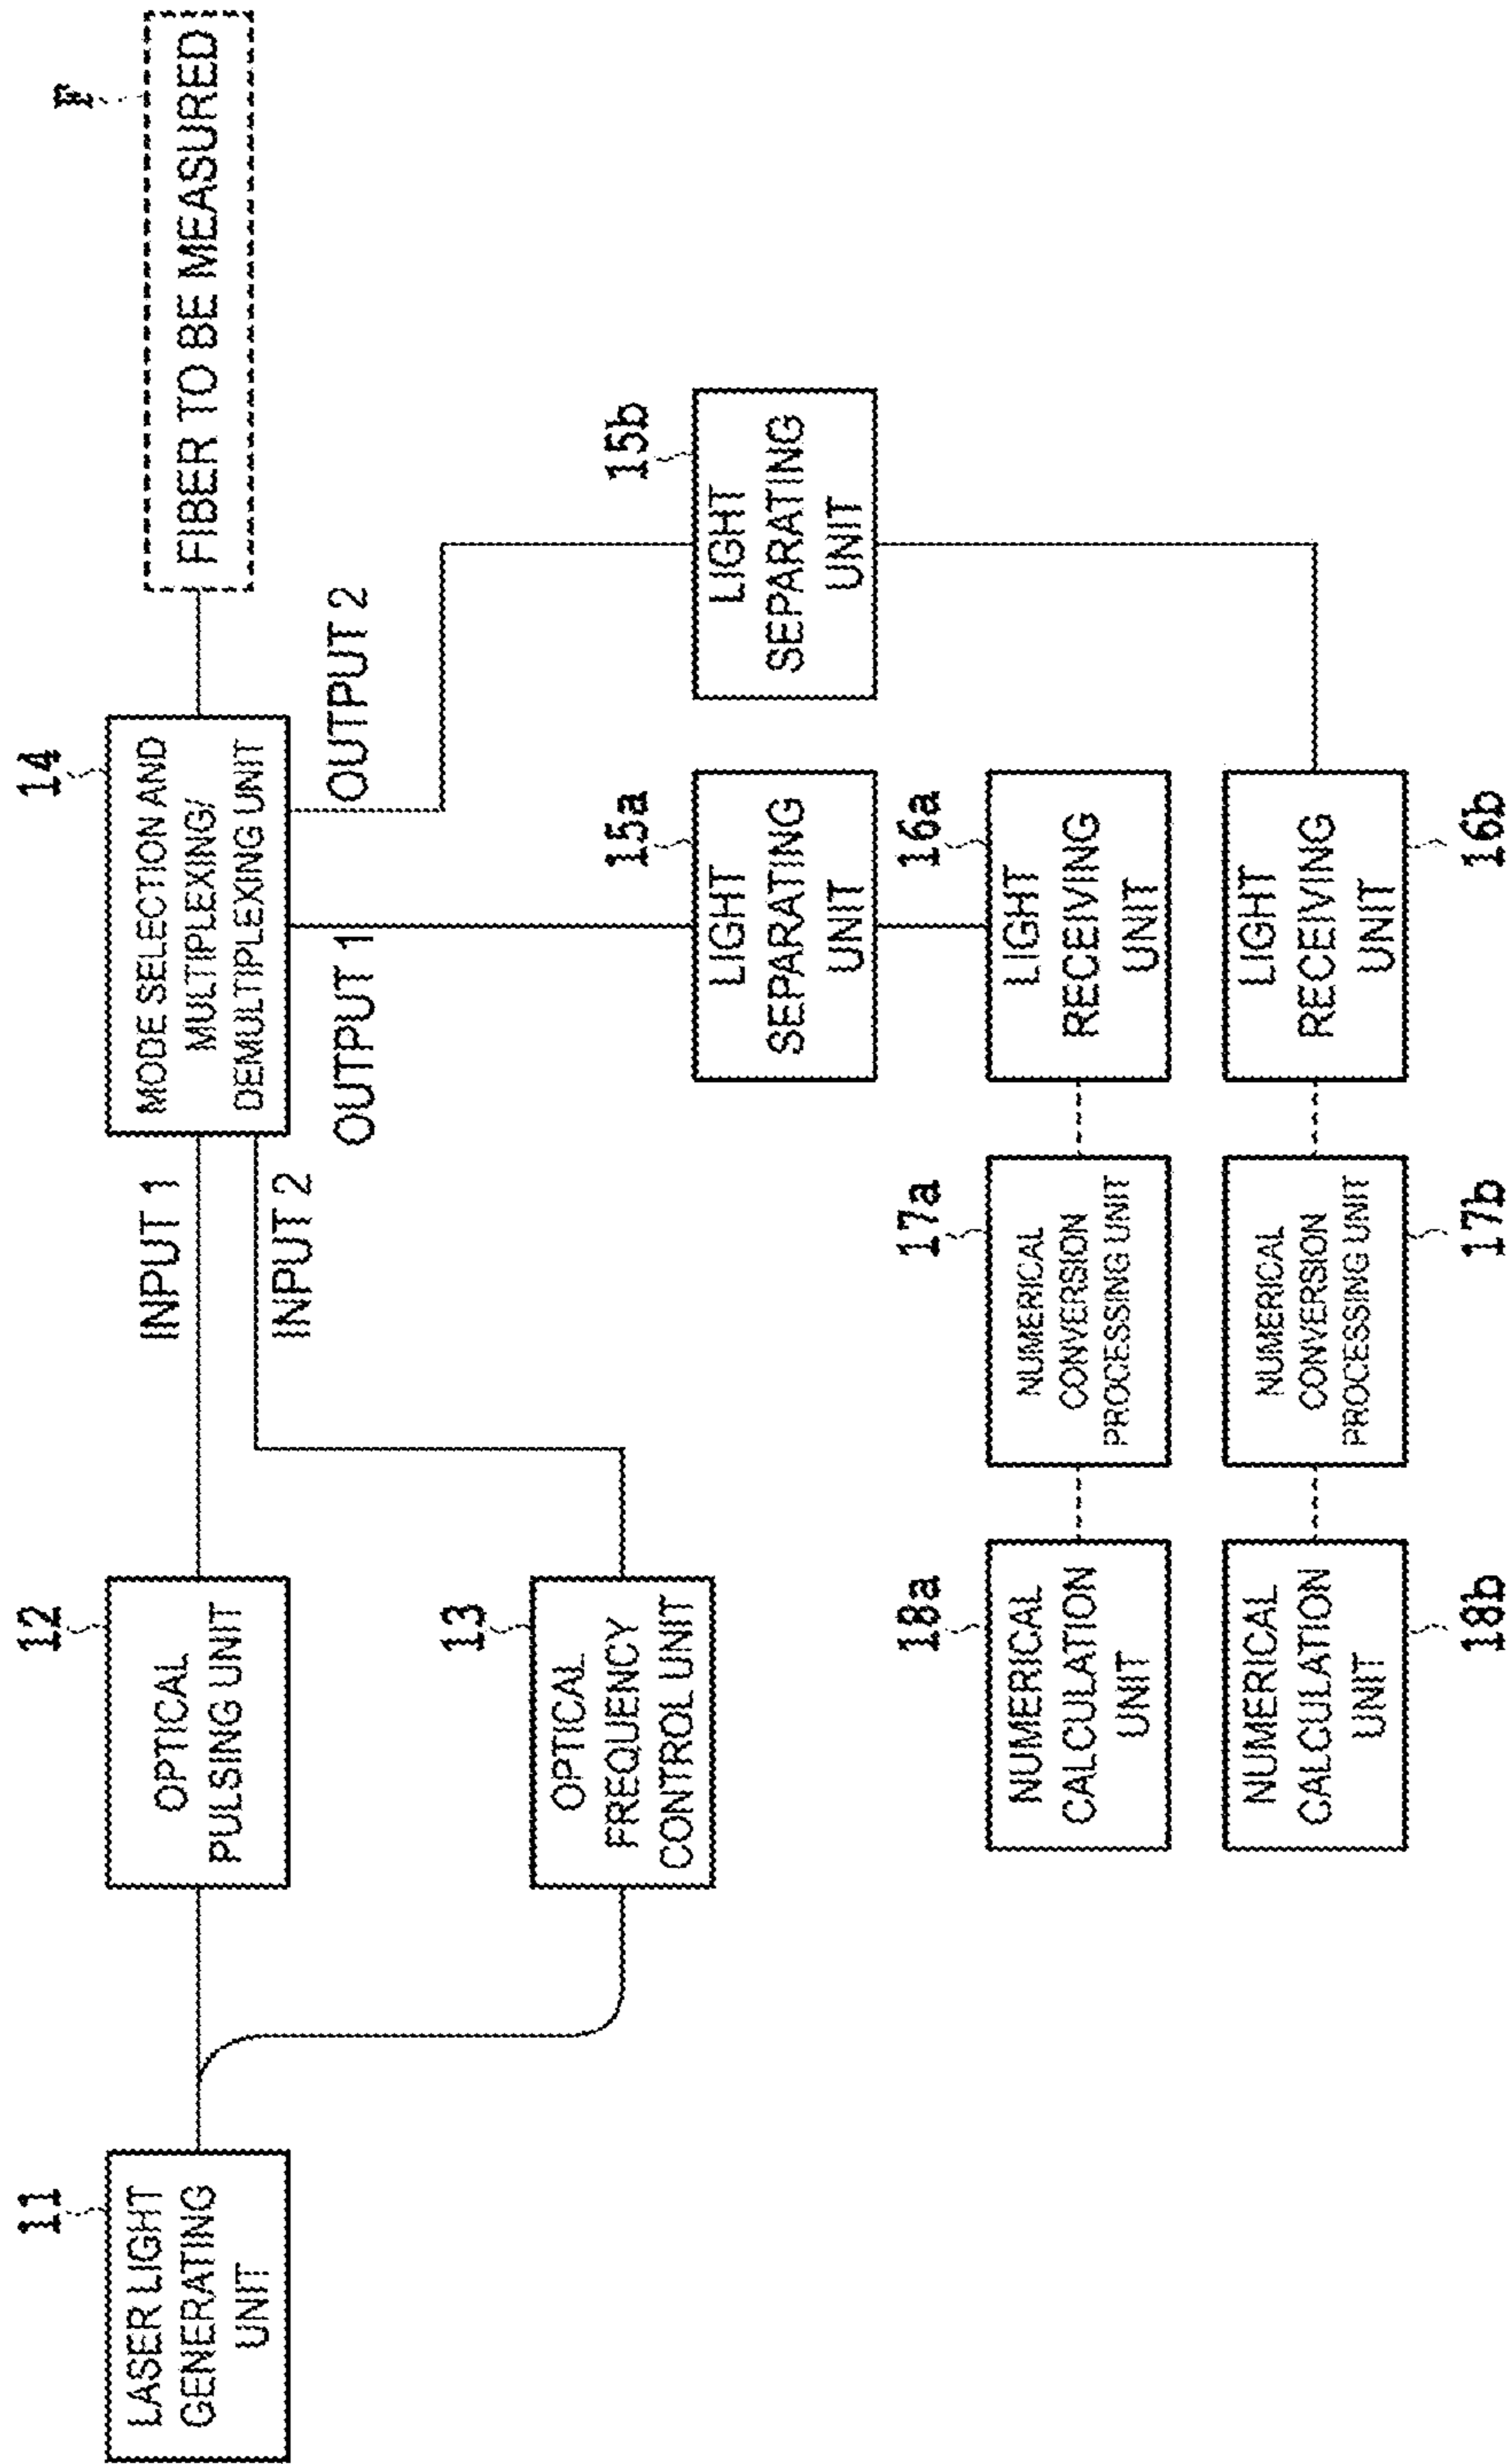 11
LASER LIGHT
GENERATING
UNIT
12
OPTICAL
PULSING UNIT
13
OPTICAL
FREQUENCY
CONTROL UNIT
INPUT 1
INPUT 2
14
MODE SELECTION AND
MULTIPLEXING/
DEMULTIPLEXING UNIT
F
FIBER TO BE MEASURED
OUTPUT 1
OUTPUT 2
15a
LIGHT
SEPARATING
UNIT
15b
LIGHT
SEPARATING
UNIT
18a
NUMERICAL
CALCULATION
UNIT
17a
NUMERICAL
CONVERSION
PROCESSING UNIT
16a
LIGHT
RECEIVING
UNIT
NUMERICAL
CALCULATION
UNIT
18b
NUMERICAL
CONVERSION
PROCESSING UNIT
17b
LIGHT
RECEIVING
UNIT
16b